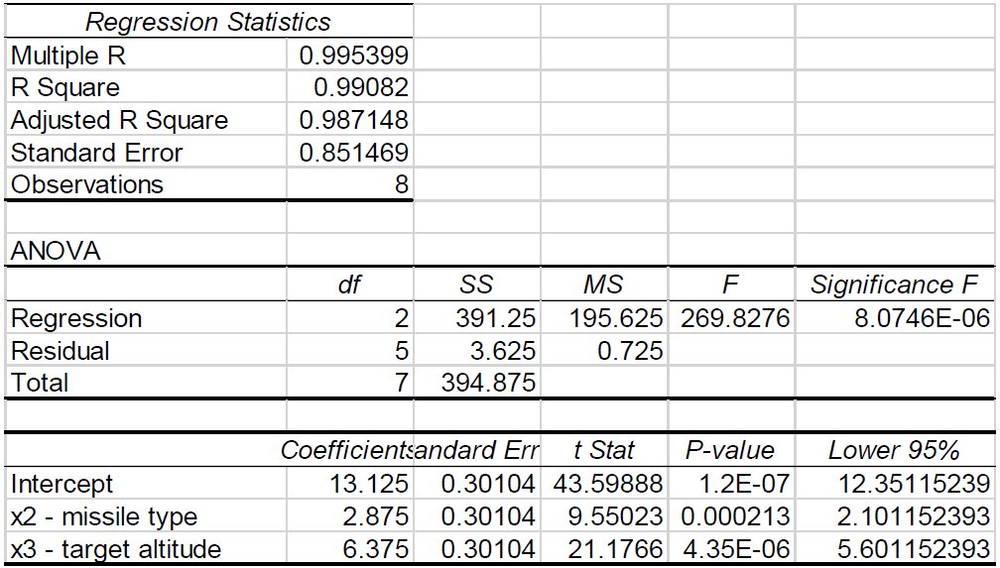 Regression Statistics
Multiple R 0.995399
R Square 0.99082
Adjusted R Square 0.987148
Standard Error 0.851469
Observations 8
ANOVA
df SS MS F Significance F
Regression 2 391.25 195.625 269.8276 8.0746E-06
Residual 5 3.625 0.725
Total 7 394.875
Coefficients andard Err t Stat P-value Lower 95%
Intercept 13.125 0.30104 43.59888 1.2E-07 12.35115239
x2 - missile type 2.875 0.30104 9.55023 0.000213 2.101152393
x3 - target altitude 6.375 0.30104 21.1766 4.35E-06 5.601152393